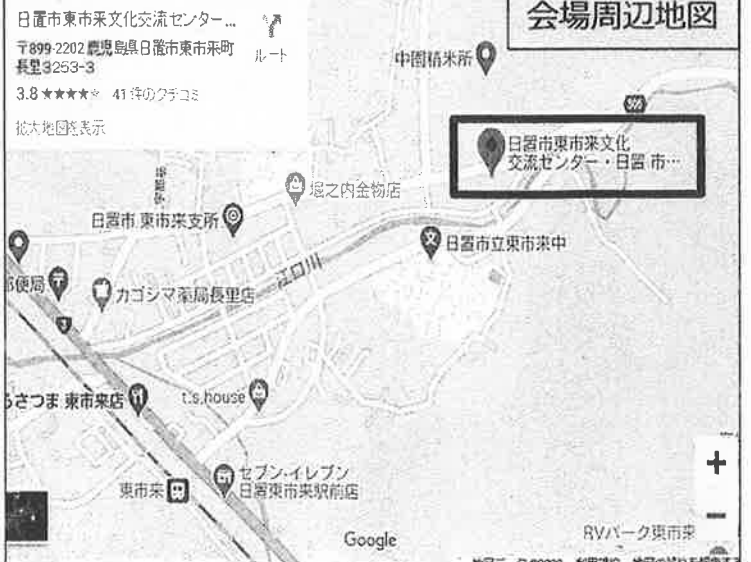 日置市東市来文化交流センター...
〒899-2202 鹿児島県日置市東市来町
長里3253-3
ルート
3.8 ★★★★☆ 41 件のクチコミ
拡大地図を表示
会場周辺地図
中園精米所
305
日置市東市来文化
交流センター・日置 市…
堀之内金物店
日置市 東市来支所
日置市立東市来中
江口川
郵便局
カゴシマ薬局長里店
3
さつま 東市来店
t.s.house
セブン-イレブン
日置東市来駅前店
東市来
Google
RVパーク東市来
+
−